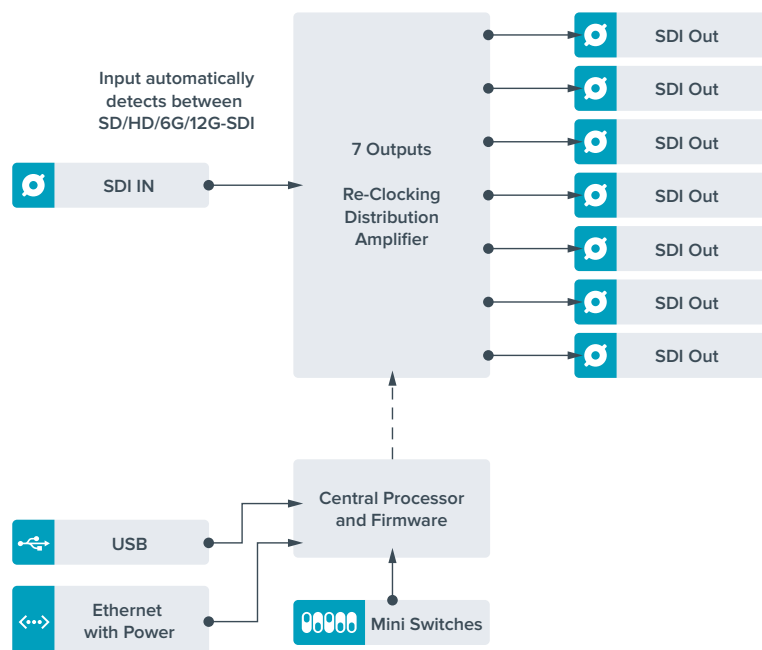 Input automatically
detects between
SD/HD/6G/12G-SDI
SDI IN
7 Outputs
Re-Clocking
Distribution
Amplifier
SDI Out
SDI Out
SDI Out
SDI Out
SDI Out
SDI Out
SDI Out
Central Processor
and Firmware
USB
Ethernet
with Power
Mini Switches